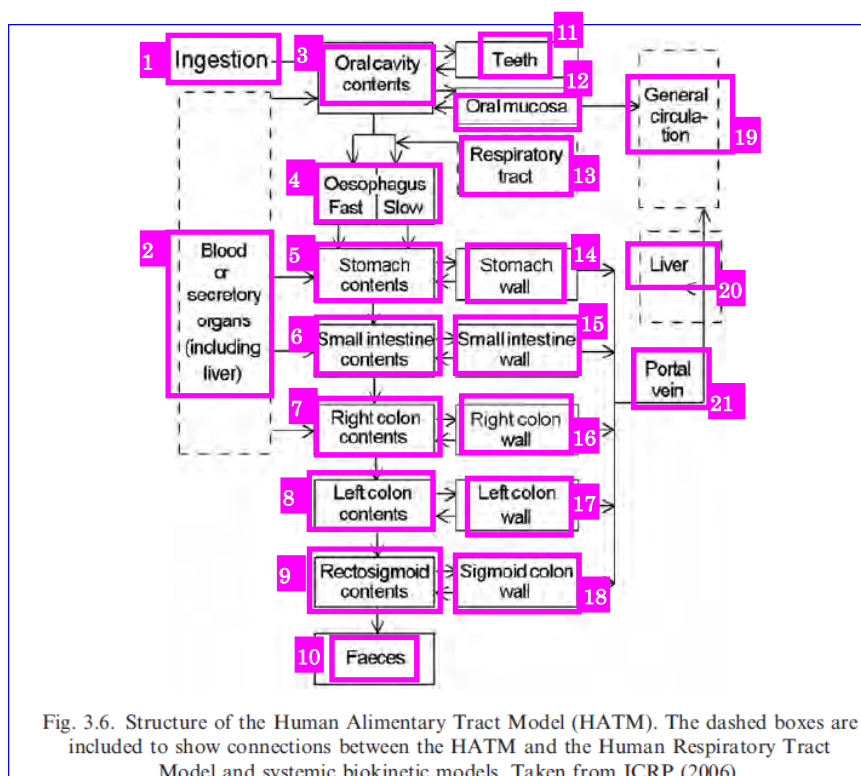 1
Ingestion
2
Blood
or
secretory
organs
(including
liver)
3
Oral cavity
contents
4
Oesophagus
Fast Slow
5
Stomach
contents
6
Small intestine
contents
7
Right colon
contents
8
Left colon
contents
9
Rectosigmoid
contents
10
Faeces
11
Teeth
12
Oral mucosa
13
Respiratory
tract
14
Stomach
wall
15
Small intestine
wall
16
Right colon
wall
17
Left colon
wall
18
Sigmoid colon
wall
19
General
circula-
tion
20
Liver
21
Portal
vein
Fig. 3.6. Structure of the Human Alimentary Tract Model (HATM). The dashed boxes are
included to show connections between the HATM and the Human Respiratory Tract
Model and systemic biokinetic models. Taken from ICRP (2006)